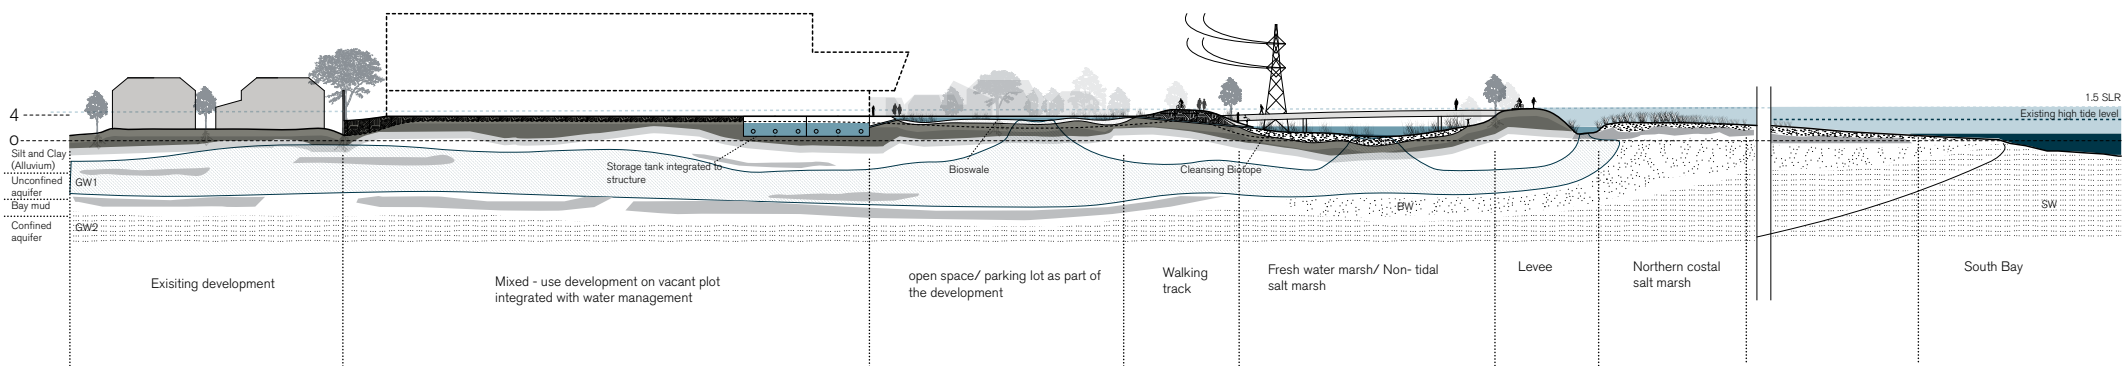 1.5 SLR
Existing high tide level
4
0
Silt and Clay
(Alluvium)
Unconfined
aquifer
Bay mud
Confined
aquifer
GW1
GW2
Storage tank integrated to
structure
Bioswale
Cleansing Biotope
BW
SW
Exisiting development
Mixed - use development on vacant plot
integrated with water management
open space/ parking lot as part of
the development
Walking
track
Fresh water marsh/ Non- tidal
salt marsh
Levee
Northern costal
salt marsh
South Bay